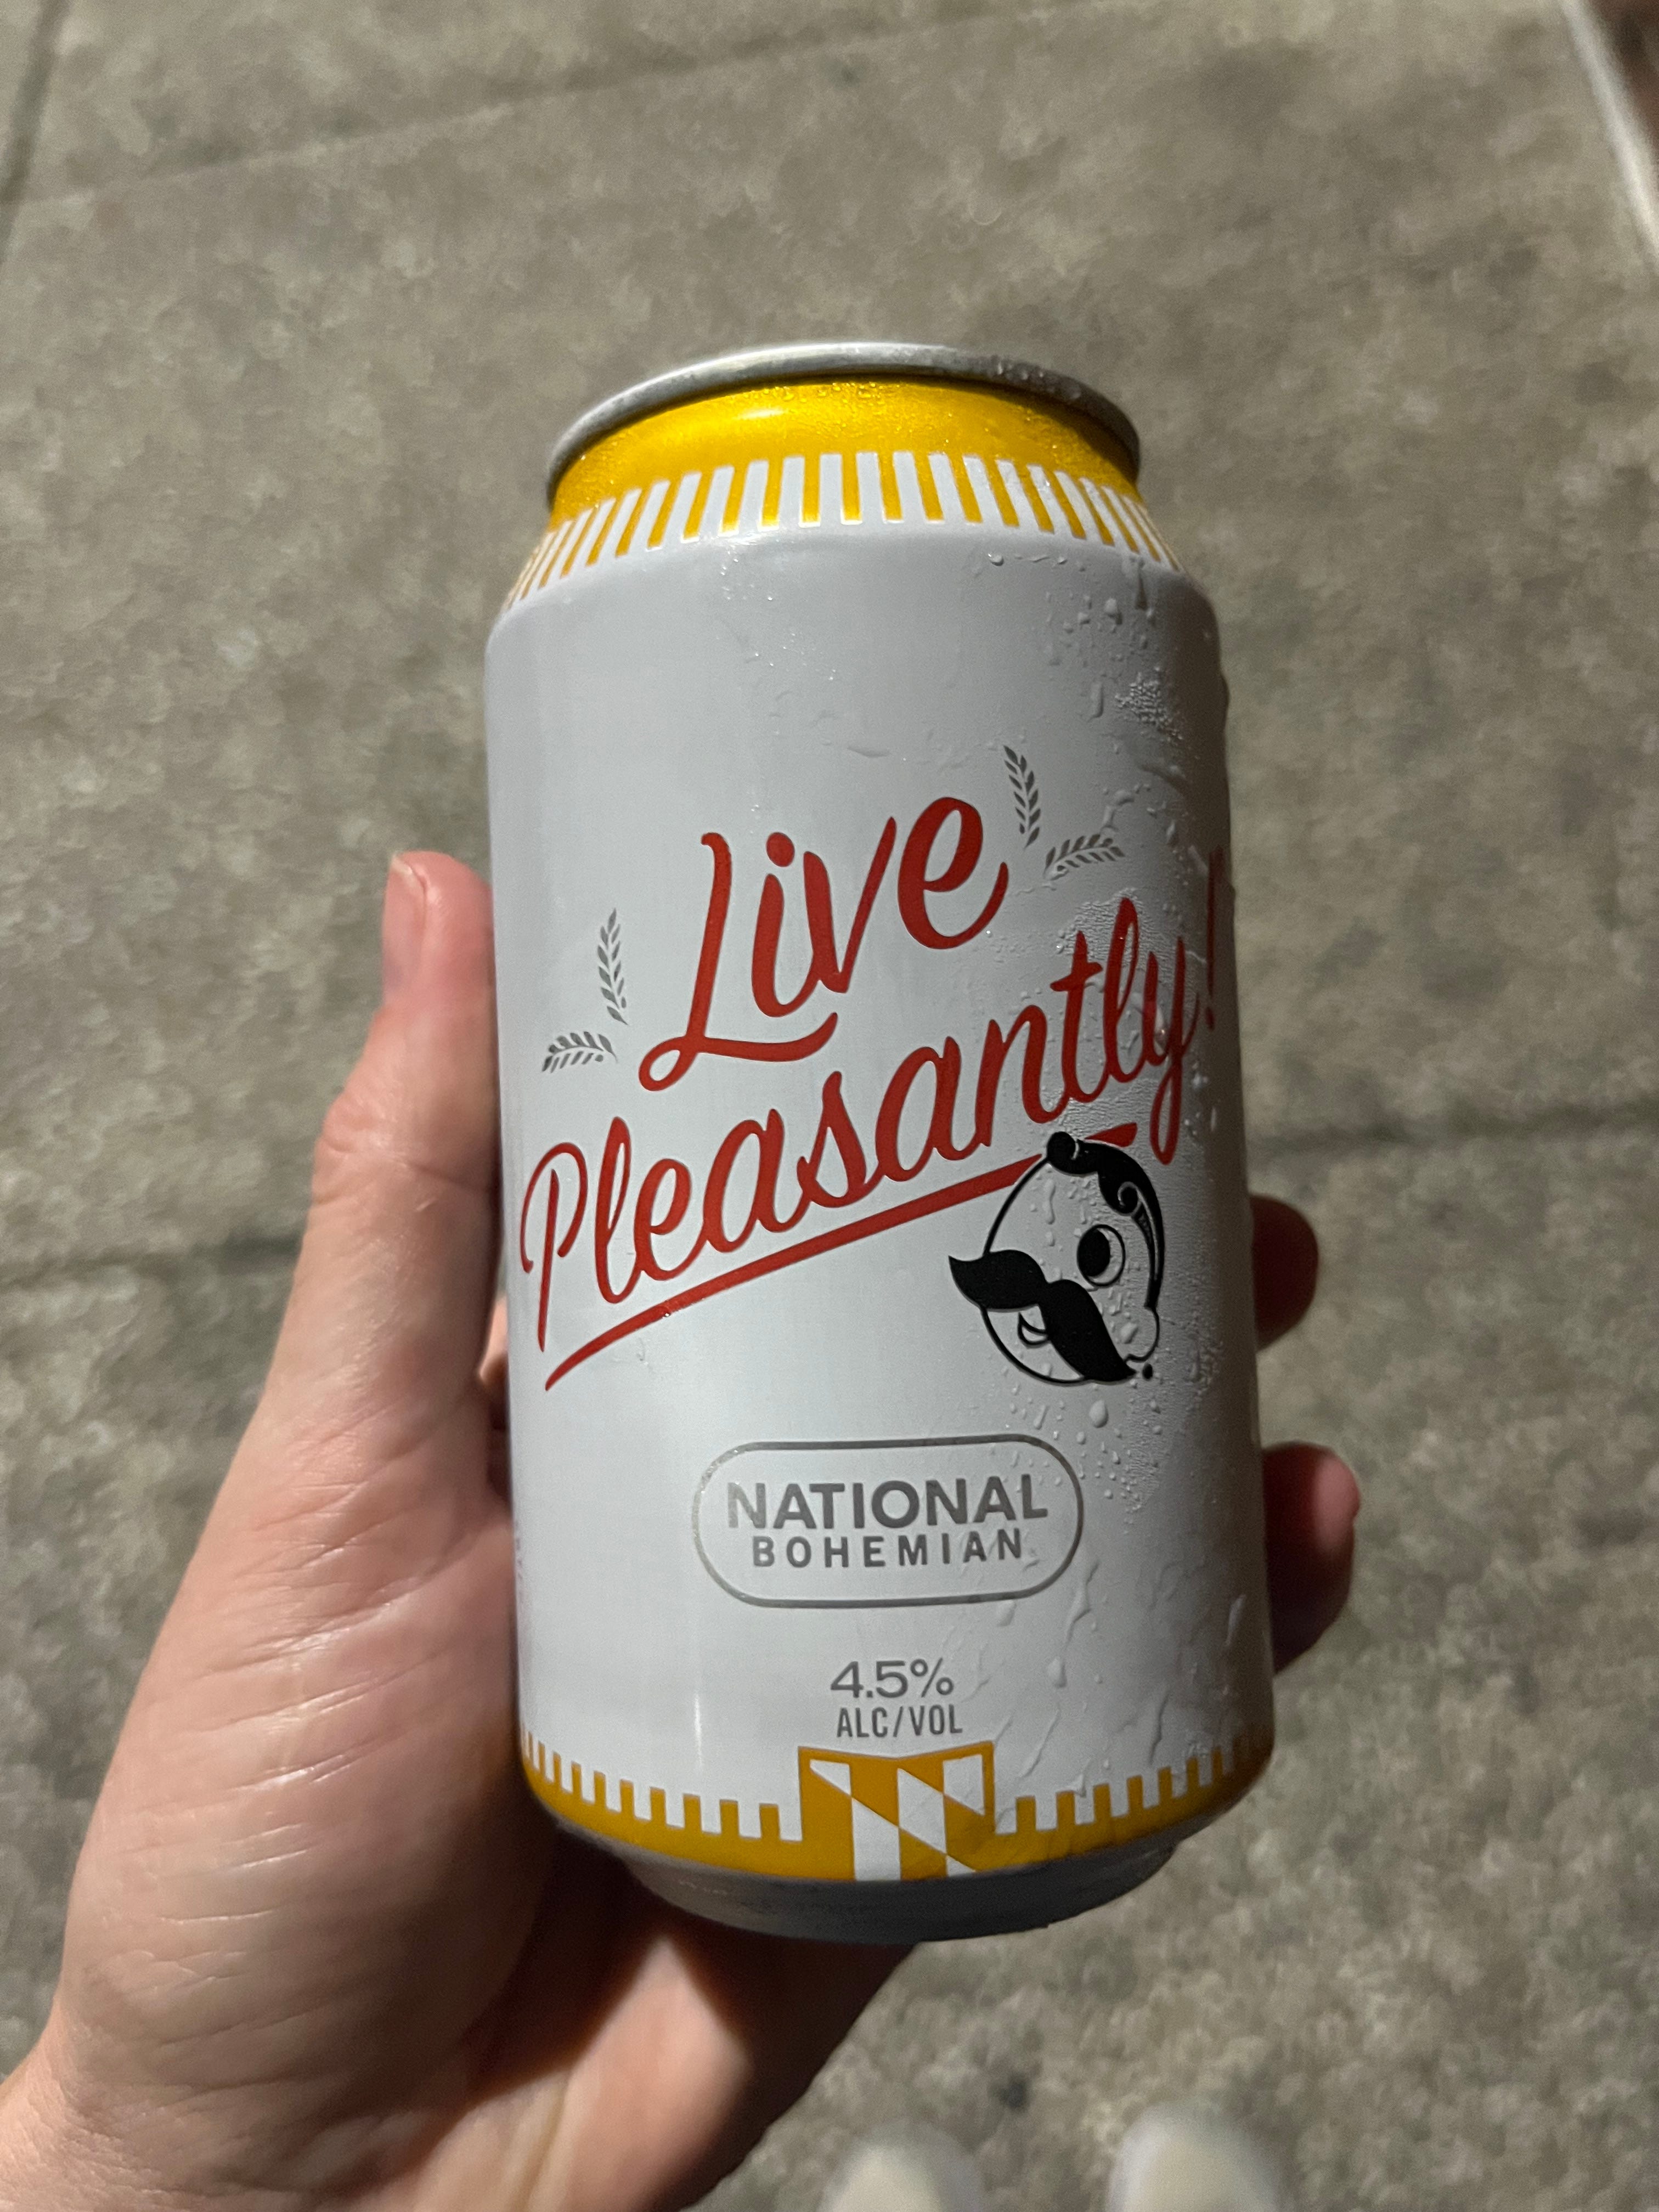 Live
Pleasantly!
NATIONAL
BOHEMIAN
4.5%
ALC/VOL